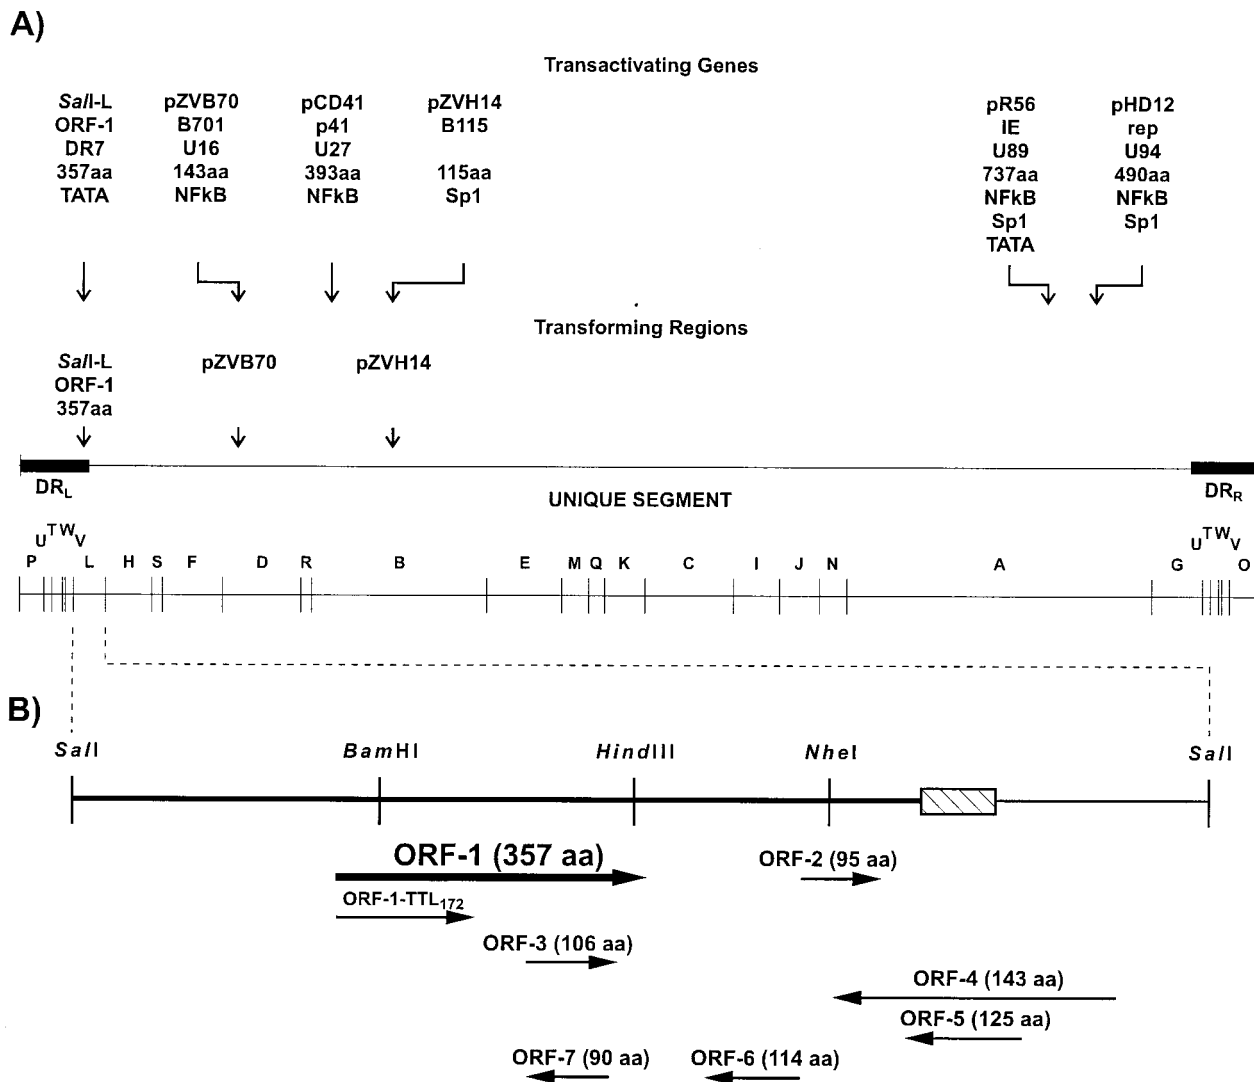 A)
Transactivating Genes
SalI-L
ORF-1
DR7
357aa
TATA
pZVB70
B701
U16
143aa
NFkB
pCD41
p41
U27
393aa
NFkB
pZVH14
B115
115aa
Sp1
pR56
IE
U89
737aa
NFkB
Sp1
TATA
pHD12
rep
U94
490aa
NFkB
Sp1
Transforming Regions
SalI-L
ORF-1
357aa
pZVB70
pZVH14
DRL
UNIQUE SEGMENT
DRR
P U T W V L H S F D R B E M Q K C I J N A G U T W V O
B)
SalI BamHI HindIII NheI SalI
ORF-1 (357 aa)
ORF-2 (95 aa)
ORF-1-TTL172
ORF-3 (106 aa)
ORF-4 (143 aa)
ORF-5 (125 aa)
ORF-7 (90 aa) ORF-6 (114 aa)